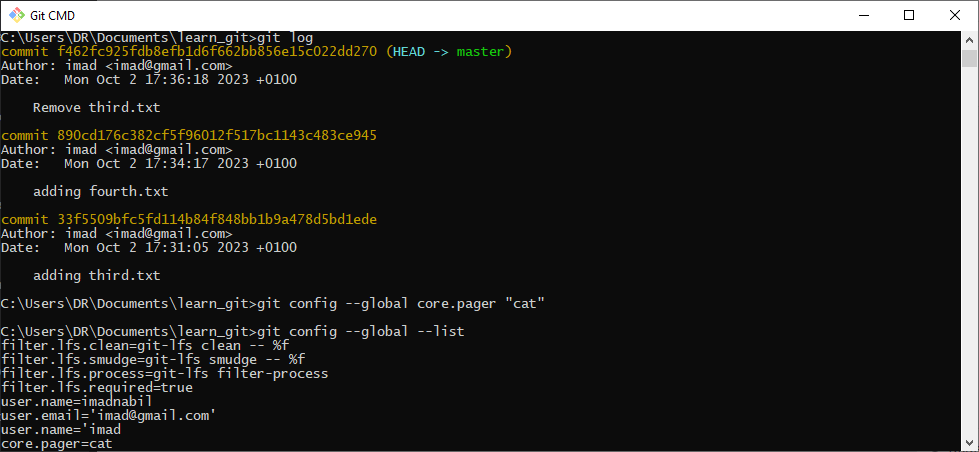 Git CMD
C:\Users\DR\Documents\learn_git>git log
commit f462fc925fdb8efb1d6f662bb856e15c022dd270 (HEAD -> master)
Author: imad <imad@gmail.com>
Date:   Mon Oct 2 17:36:18 2023 +0100
Remove third.txt
commit 890cd176c382cf5f96012f517bc1143c483ce945
Author: imad <imad@gmail.com>
Date:   Mon Oct 2 17:34:17 2023 +0100
adding fourth.txt
commit 33f5509bfc5fd114b84f848bb1b9a478d5bd1ede
Author: imad <imad@gmail.com>
Date:   Mon Oct 2 17:31:05 2023 +0100
adding third.txt
C:\Users\DR\Documents\learn_git>git config --global core.pager "cat"
C:\Users\DR\Documents\learn_git>git config --global --list
filter.lfs.clean=git-lfs clean -- %f
filter.lfs.smudge=git-lfs smudge -- %f
filter.lfs.process=git-lfs filter-process
filter.lfs.required=true
user.name=imadnabil
user.email='imad@gmail.com'
user.name='imad
core.pager=cat